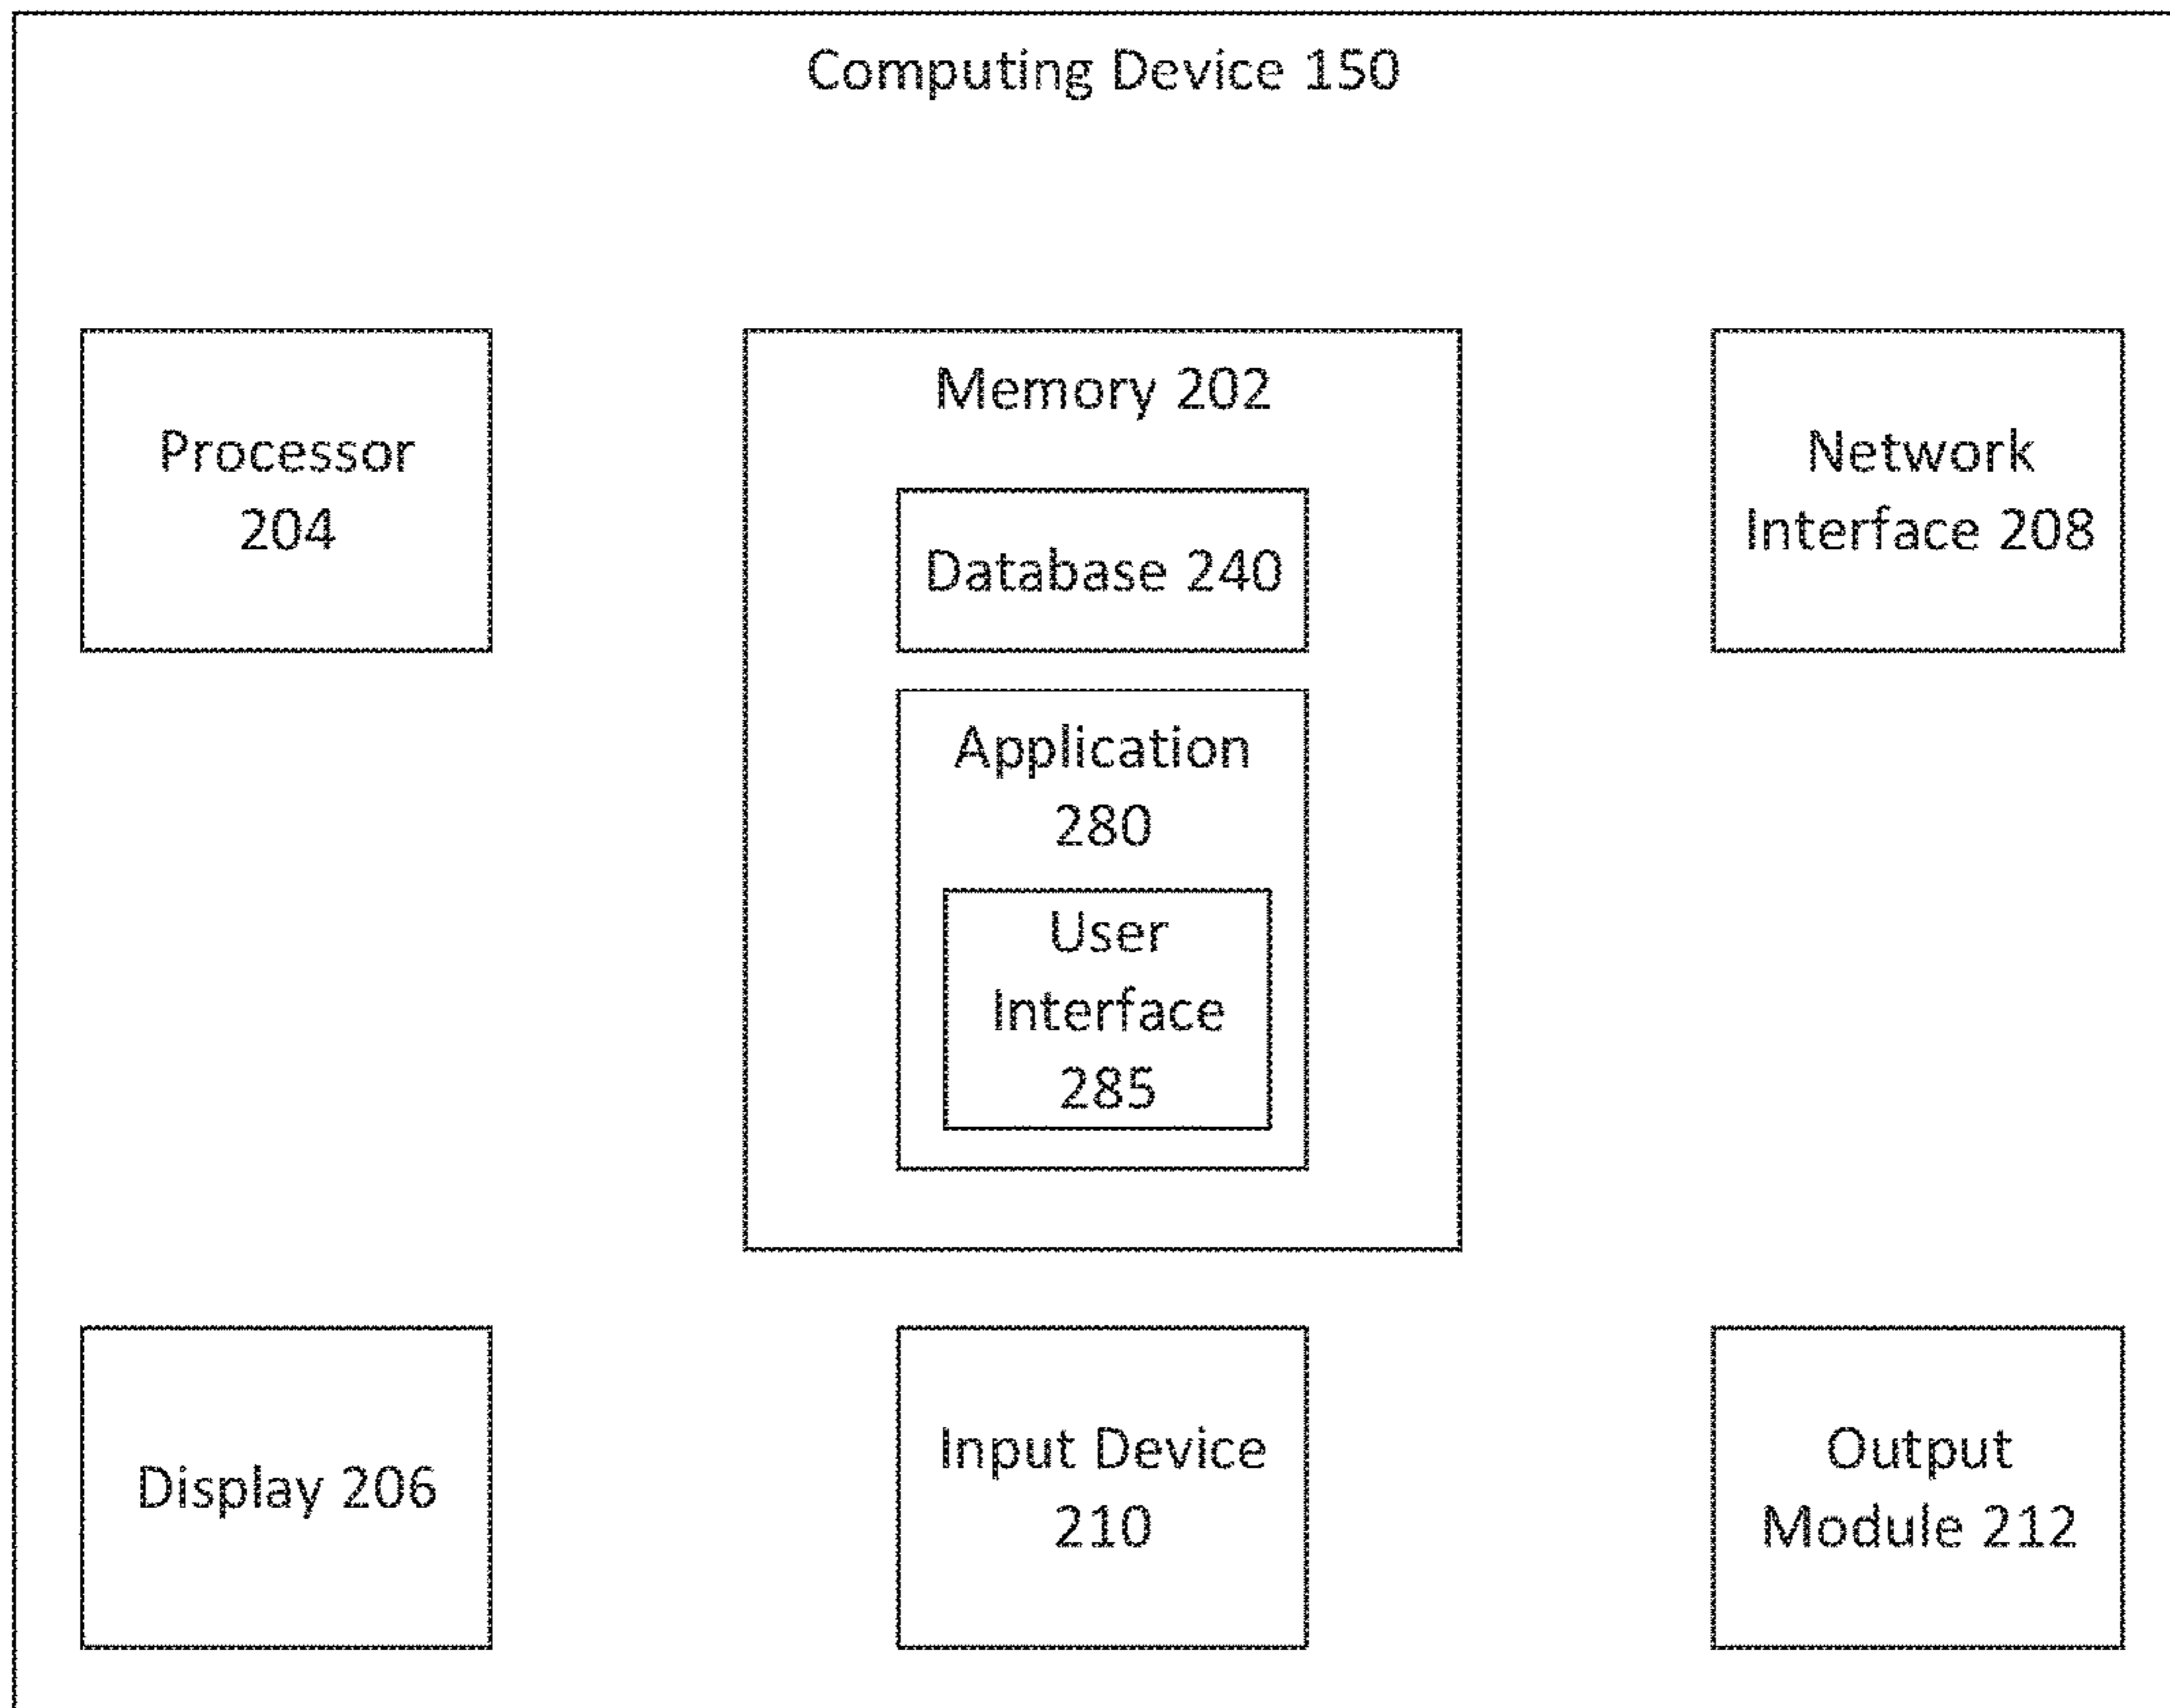 Computing Device 150
Processor
204
Memory 202
Database 240
Application
280
User
Interface
285
Network
Interface 208
Display 206
Input Device
210
Output
Module 212